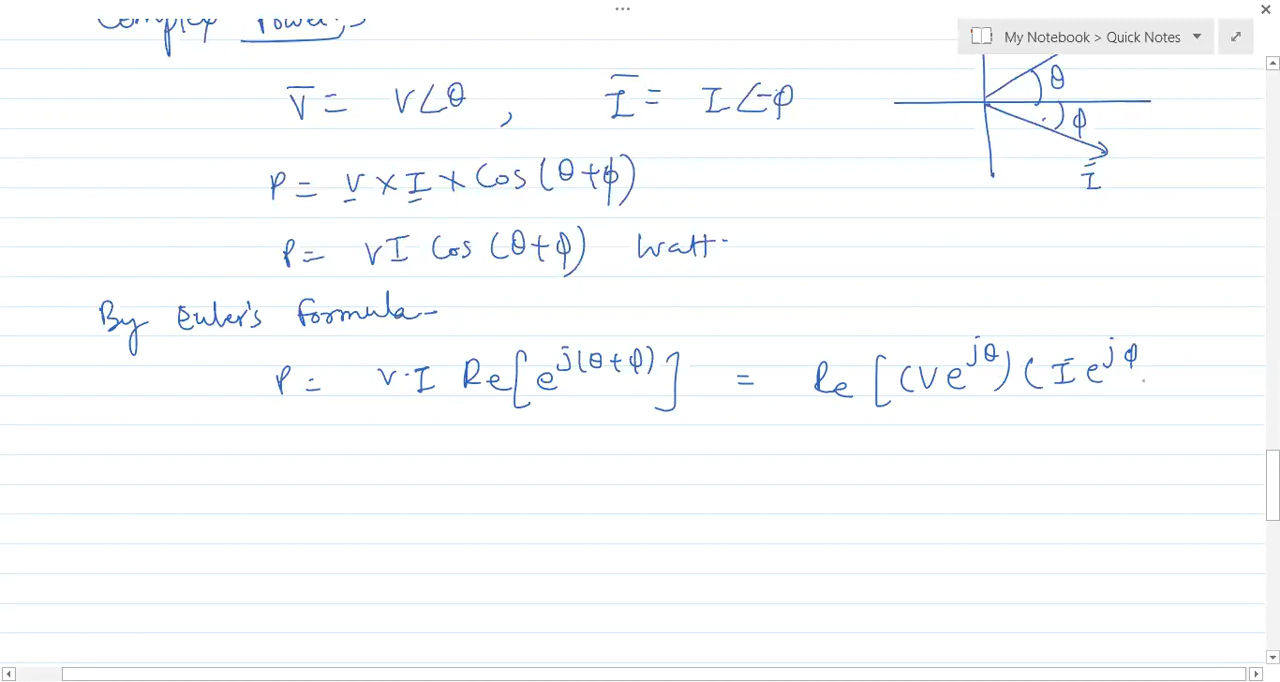 Complex Power:-
My Notebook > Quick Notes
V̅ = V∠θ , I̅ = I∠-φ
θ
φ
I̅
P = V × I × Cos (θ+φ)
P = VI Cos (θ+φ) Watt.
By Euler's formula-
P = V·I Re[e^j(θ+φ)] = Re [(Ve^jθ) (Ie^jφ